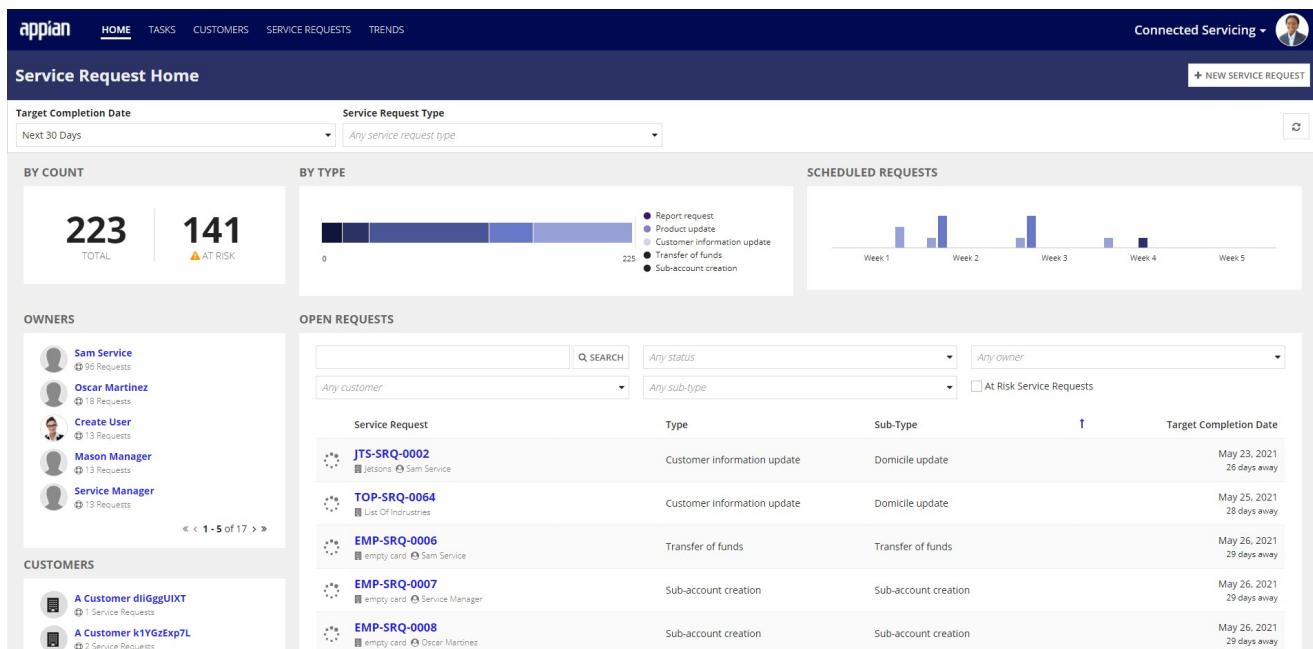 appian HOME TASKS CUSTOMERS SERVICE REQUESTS TRENDS Connected Servicing
Service Request Home
+ NEW SERVICE REQUEST
Target Completion Date Service Request Type
Next 30 Days Any service request type
BY COUNT
223 141
TOTAL AT RISK
BY TYPE
0 225
Report request
Product update
Customer information update
Transfer of funds
Sub-account creation
SCHEDULED REQUESTS
Week 1 Week 2 Week 3 Week 4 Week 5
OWNERS
Sam Service
96 Requests
Oscar Martinez
18 Requests
Create User
13 Requests
Mason Manager
13 Requests
Service Manager
13 Requests
« < 1 - 5 of 17 > »
CUSTOMERS
A Customer dIiGggUIXT
1 Service Requests
A Customer k1YGzExp7L
2 Service Requests
OPEN REQUESTS
SEARCH Any status Any owner
Any customer Any sub-type At Risk Service Requests
Service Request Type Sub-Type ↑ Target Completion Date
JTS-SRQ-0002 Customer information update Domicile update May 23, 2021
Jetsons Sam Service 26 days away
TOP-SRQ-0064 Customer information update Domicile update May 25, 2021
List Of Indrustries 28 days away
EMP-SRQ-0006 Transfer of funds Transfer of funds May 26, 2021
empty card Sam Service 29 days away
EMP-SRQ-0007 Sub-account creation Sub-account creation May 26, 2021
empty card Service Manager 29 days away
EMP-SRQ-0008 Sub-account creation Sub-account creation May 26, 2021
empty card Oscar Martinez 29 days away